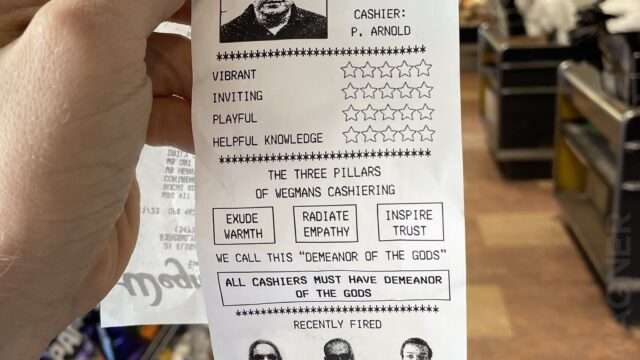 CASHIER:
P. ARNOLD
******************************
VIBRANT ☆☆☆☆☆
INVITING ☆☆☆☆☆
PLAYFUL ☆☆☆☆☆
HELPFUL KNOWLEDGE ☆☆☆☆☆
******************************
THE THREE PILLARS
OF WEGMANS CASHIERING
EXUDE WARMTH
RADIATE EMPATHY
INSPIRE TRUST
WE CALL THIS "DEMEANOR OF THE GODS"
ALL CASHIERS MUST HAVE DEMEANOR
OF THE GODS
******************************
RECENTLY FIRED